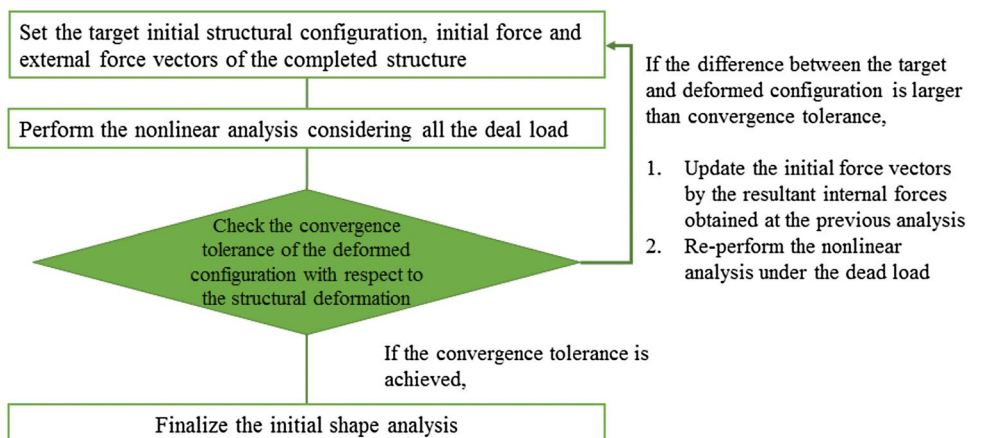 Set the target initial structural configuration, initial force and
external force vectors of the completed structure
Perform the nonlinear analysis considering all the deal load
Check the convergence
tolerance of the deformed
configuration with respect to
the structural deformation
If the difference between the target
and deformed configuration is larger
than convergence tolerance,
1. Update the initial force vectors
by the resultant internal forces
obtained at the previous analysis
2. Re-perform the nonlinear
analysis under the dead load
If the convergence tolerance is
achieved,
Finalize the initial shape analysis